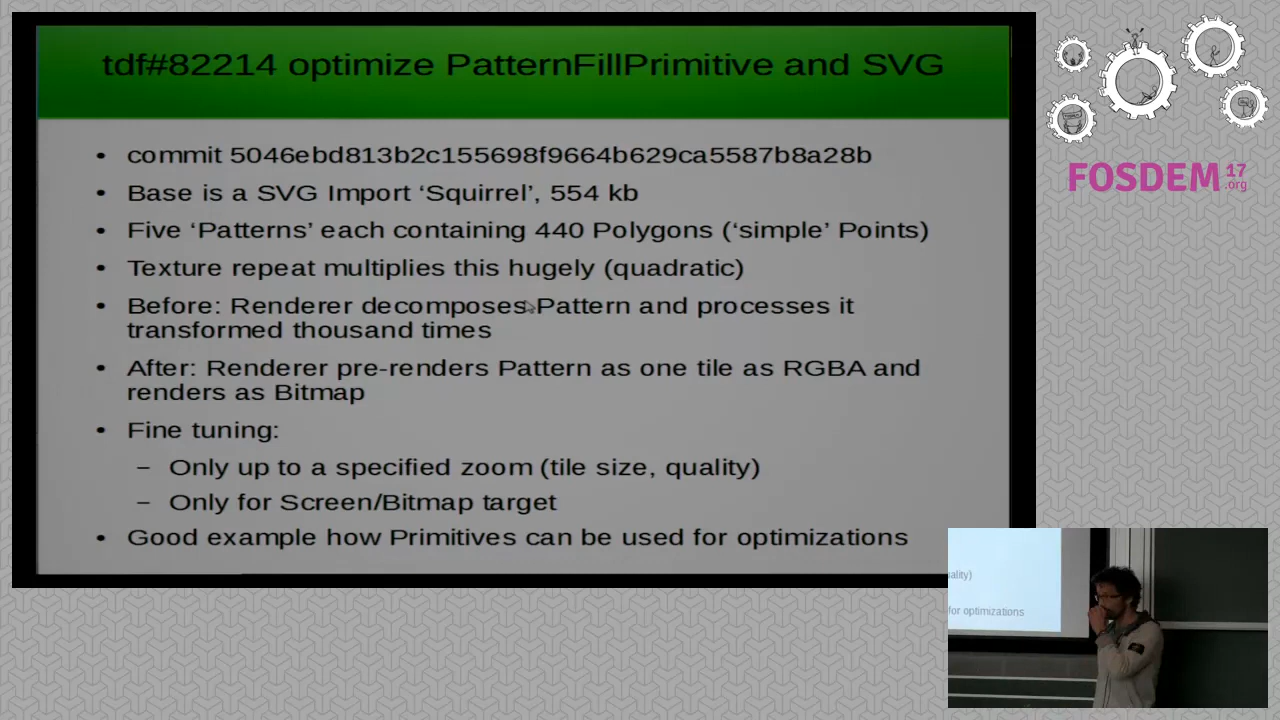 tdf#82214 optimize PatternFillPrimitive and SVG
• commit 5046ebd813b2c155698f9664b629ca5587b8a28b
• Base is a SVG Import ‘Squirrel’, 554 kb
• Five ‘Patterns’ each containing 440 Polygons (‘simple’ Points)
• Texture repeat multiplies this hugely (quadratic)
• Before: Renderer decomposes Pattern and processes it
transformed thousand times
• After: Renderer pre-renders Pattern as one tile as RGBA and
renders as Bitmap
• Fine tuning:
– Only up to a specified zoom (tile size, quality)
– Only for Screen/Bitmap target
• Good example how Primitives can be used for optimizations
FOSDEM 17
.org
ality)
for optimizations